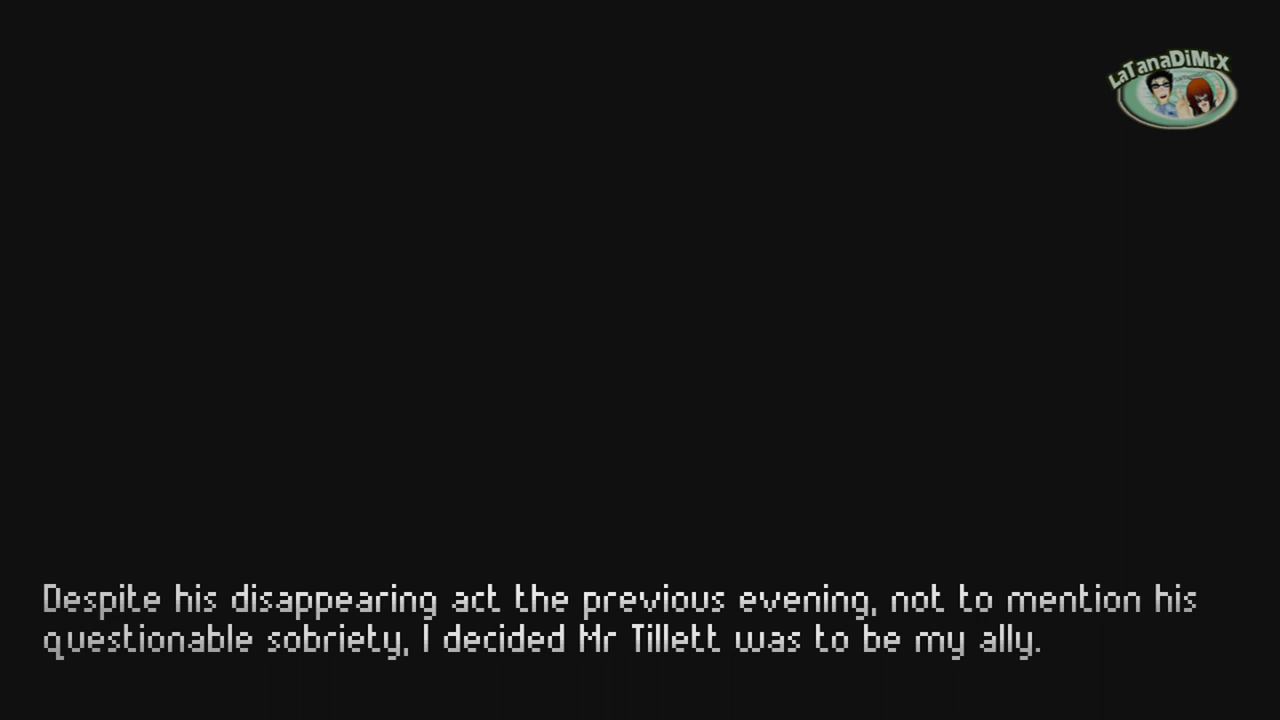 LaTanaDiMrX
Despite his disappearing act the previous evening, not to mention his
questionable sobriety, I decided Mr Tillett was to be my ally.